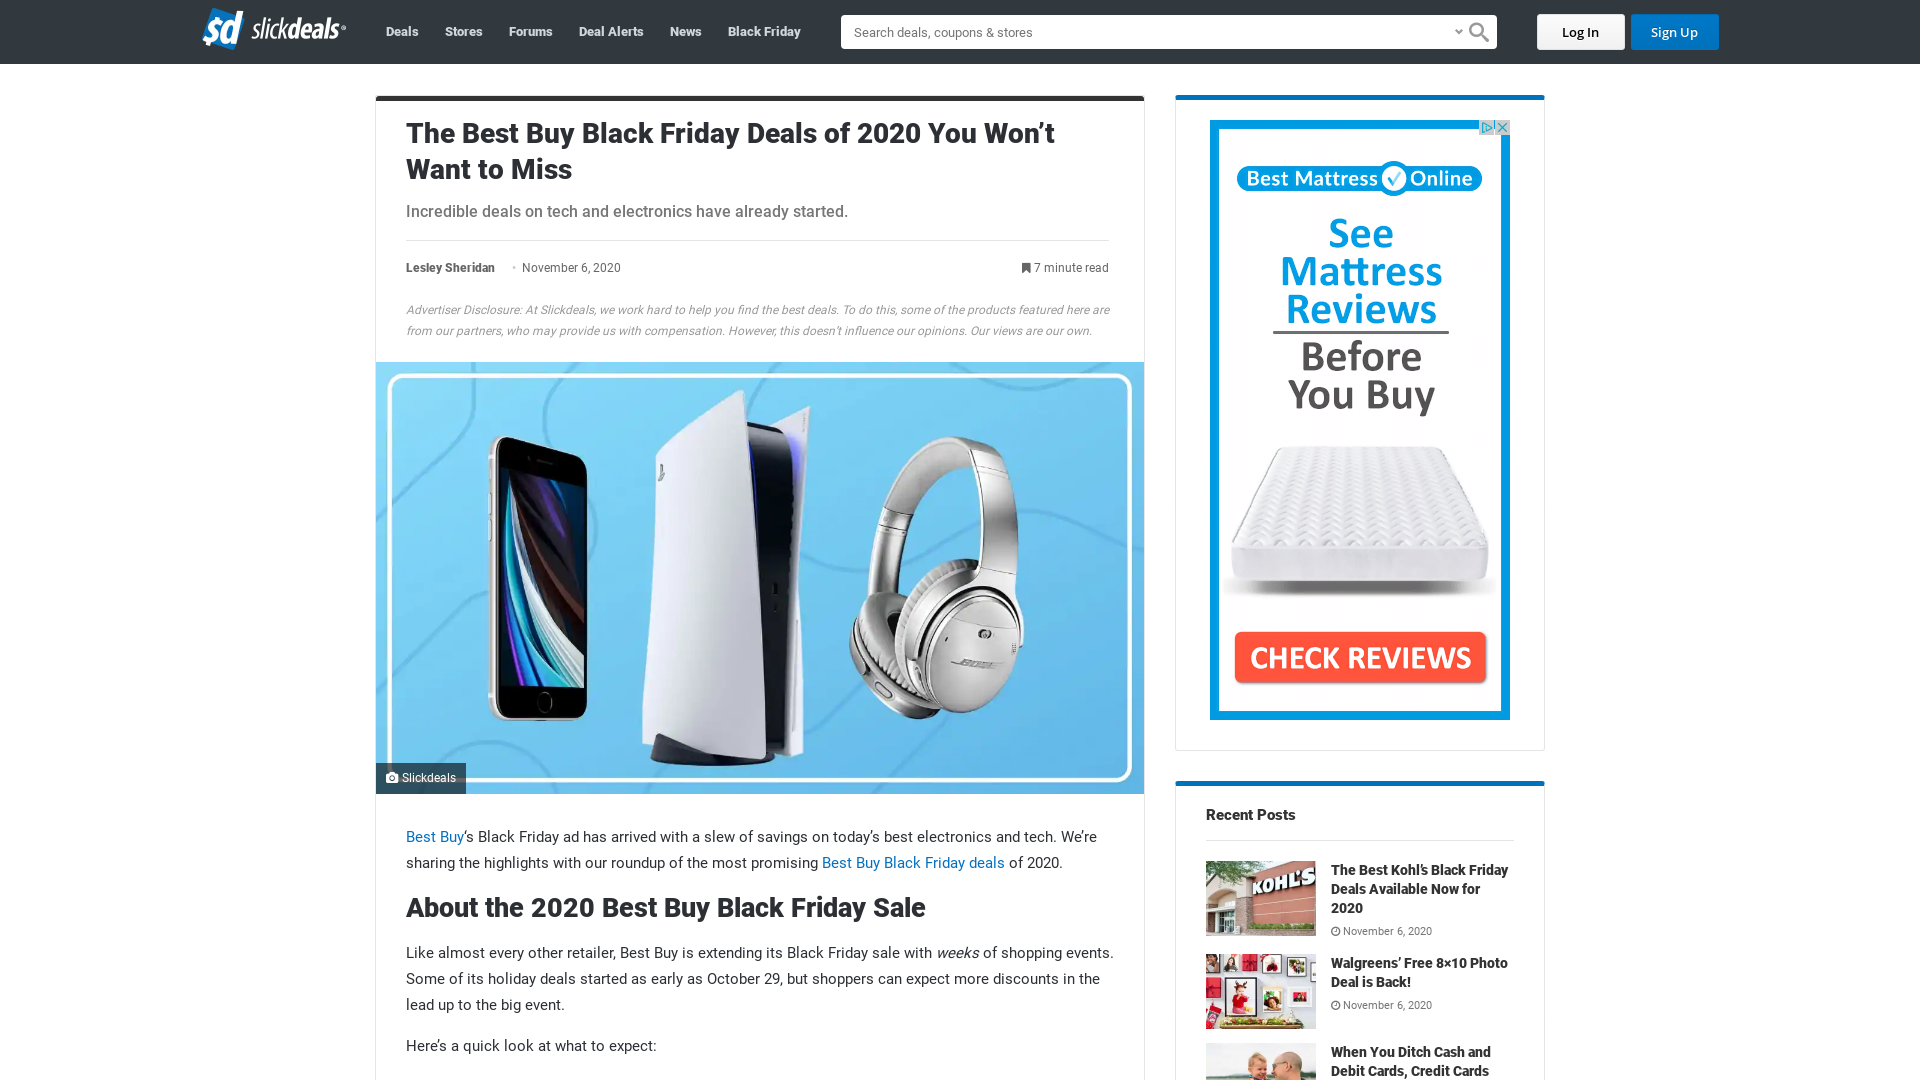 slickdeals
Deals
Stores
Forums
Deal Alerts
News
Black Friday
Search deals, coupons & stores
Log In
Sign Up
The Best Buy Black Friday Deals of 2020 You Won’t
Want to Miss
Incredible deals on tech and electronics have already started.
Lesley Sheridan • November 6, 2020
7 minute read
Advertiser Disclosure: At Slickdeals, we work hard to help you find the best deals. To do this, some of the products featured here are
from our partners, who may provide us with compensation. However, this doesn’t influence our opinions. Our views are our own.
BOSE
Slickdeals
Best Buy‘s Black Friday ad has arrived with a slew of savings on today’s best electronics and tech. We’re
sharing the highlights with our roundup of the most promising Best Buy Black Friday deals of 2020.
About the 2020 Best Buy Black Friday Sale
Like almost every other retailer, Best Buy is extending its Black Friday sale with weeks of shopping events.
Some of its holiday deals started as early as October 29, but shoppers can expect more discounts in the
lead up to the big event.
Here’s a quick look at what to expect:
Best Mattress Online
See
Mattress
Reviews
Before
You Buy
CHECK REVIEWS
Recent Posts
KOHL'S
The Best Kohl’s Black Friday
Deals Available Now for
2020
November 6, 2020
Walgreens’ Free 8×10 Photo
Deal is Back!
November 6, 2020
When You Ditch Cash and
Debit Cards, Credit Cards